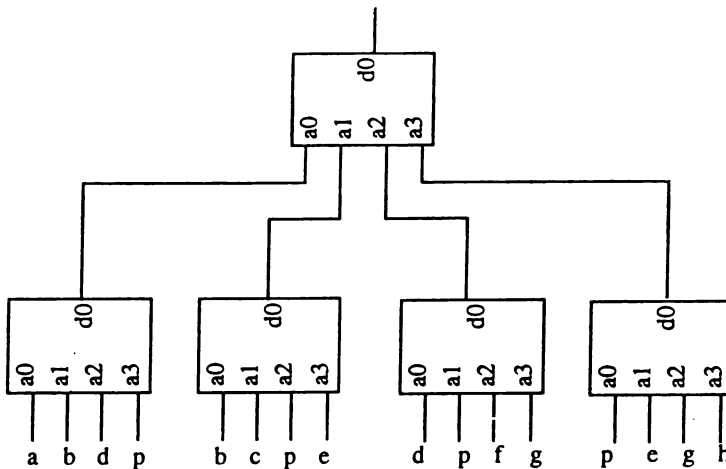 d0
a0 a1 a2 a3
d0 d0 d0 d0
a0 a1 a2 a3 a0 a1 a2 a3 a0 a1 a2 a3 a0 a1 a2 a3
a b d p b c p e d p f g p e g h